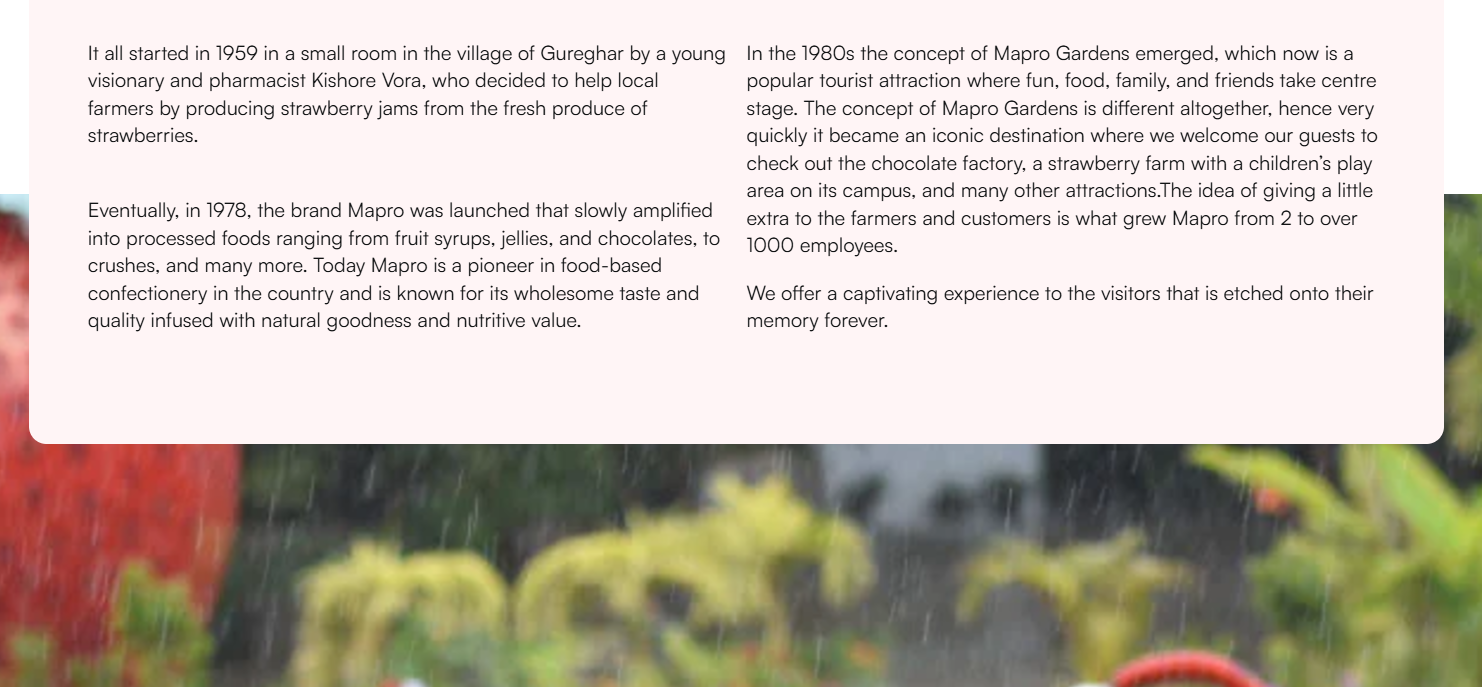 It all started in 1959 in a small room in the village of Gureghar by a young
visionary and pharmacist Kishore Vora, who decided to help local
farmers by producing strawberry jams from the fresh produce of
strawberries.
Eventually, in 1978, the brand Mapro was launched that slowly amplified
into processed foods ranging from fruit syrups, jellies, and chocolates, to
crushes, and many more. Today Mapro is a pioneer in food-based
confectionery in the country and is known for its wholesome taste and
quality infused with natural goodness and nutritive value.
In the 1980s the concept of Mapro Gardens emerged, which now is a
popular tourist attraction where fun, food, family, and friends take centre
stage. The concept of Mapro Gardens is different altogether, hence very
quickly it became an iconic destination where we welcome our guests to
check out the chocolate factory, a strawberry farm with a children’s play
area on its campus, and many other attractions.The idea of giving a little
extra to the farmers and customers is what grew Mapro from 2 to over
1000 employees.
We offer a captivating experience to the visitors that is etched onto their
memory forever.